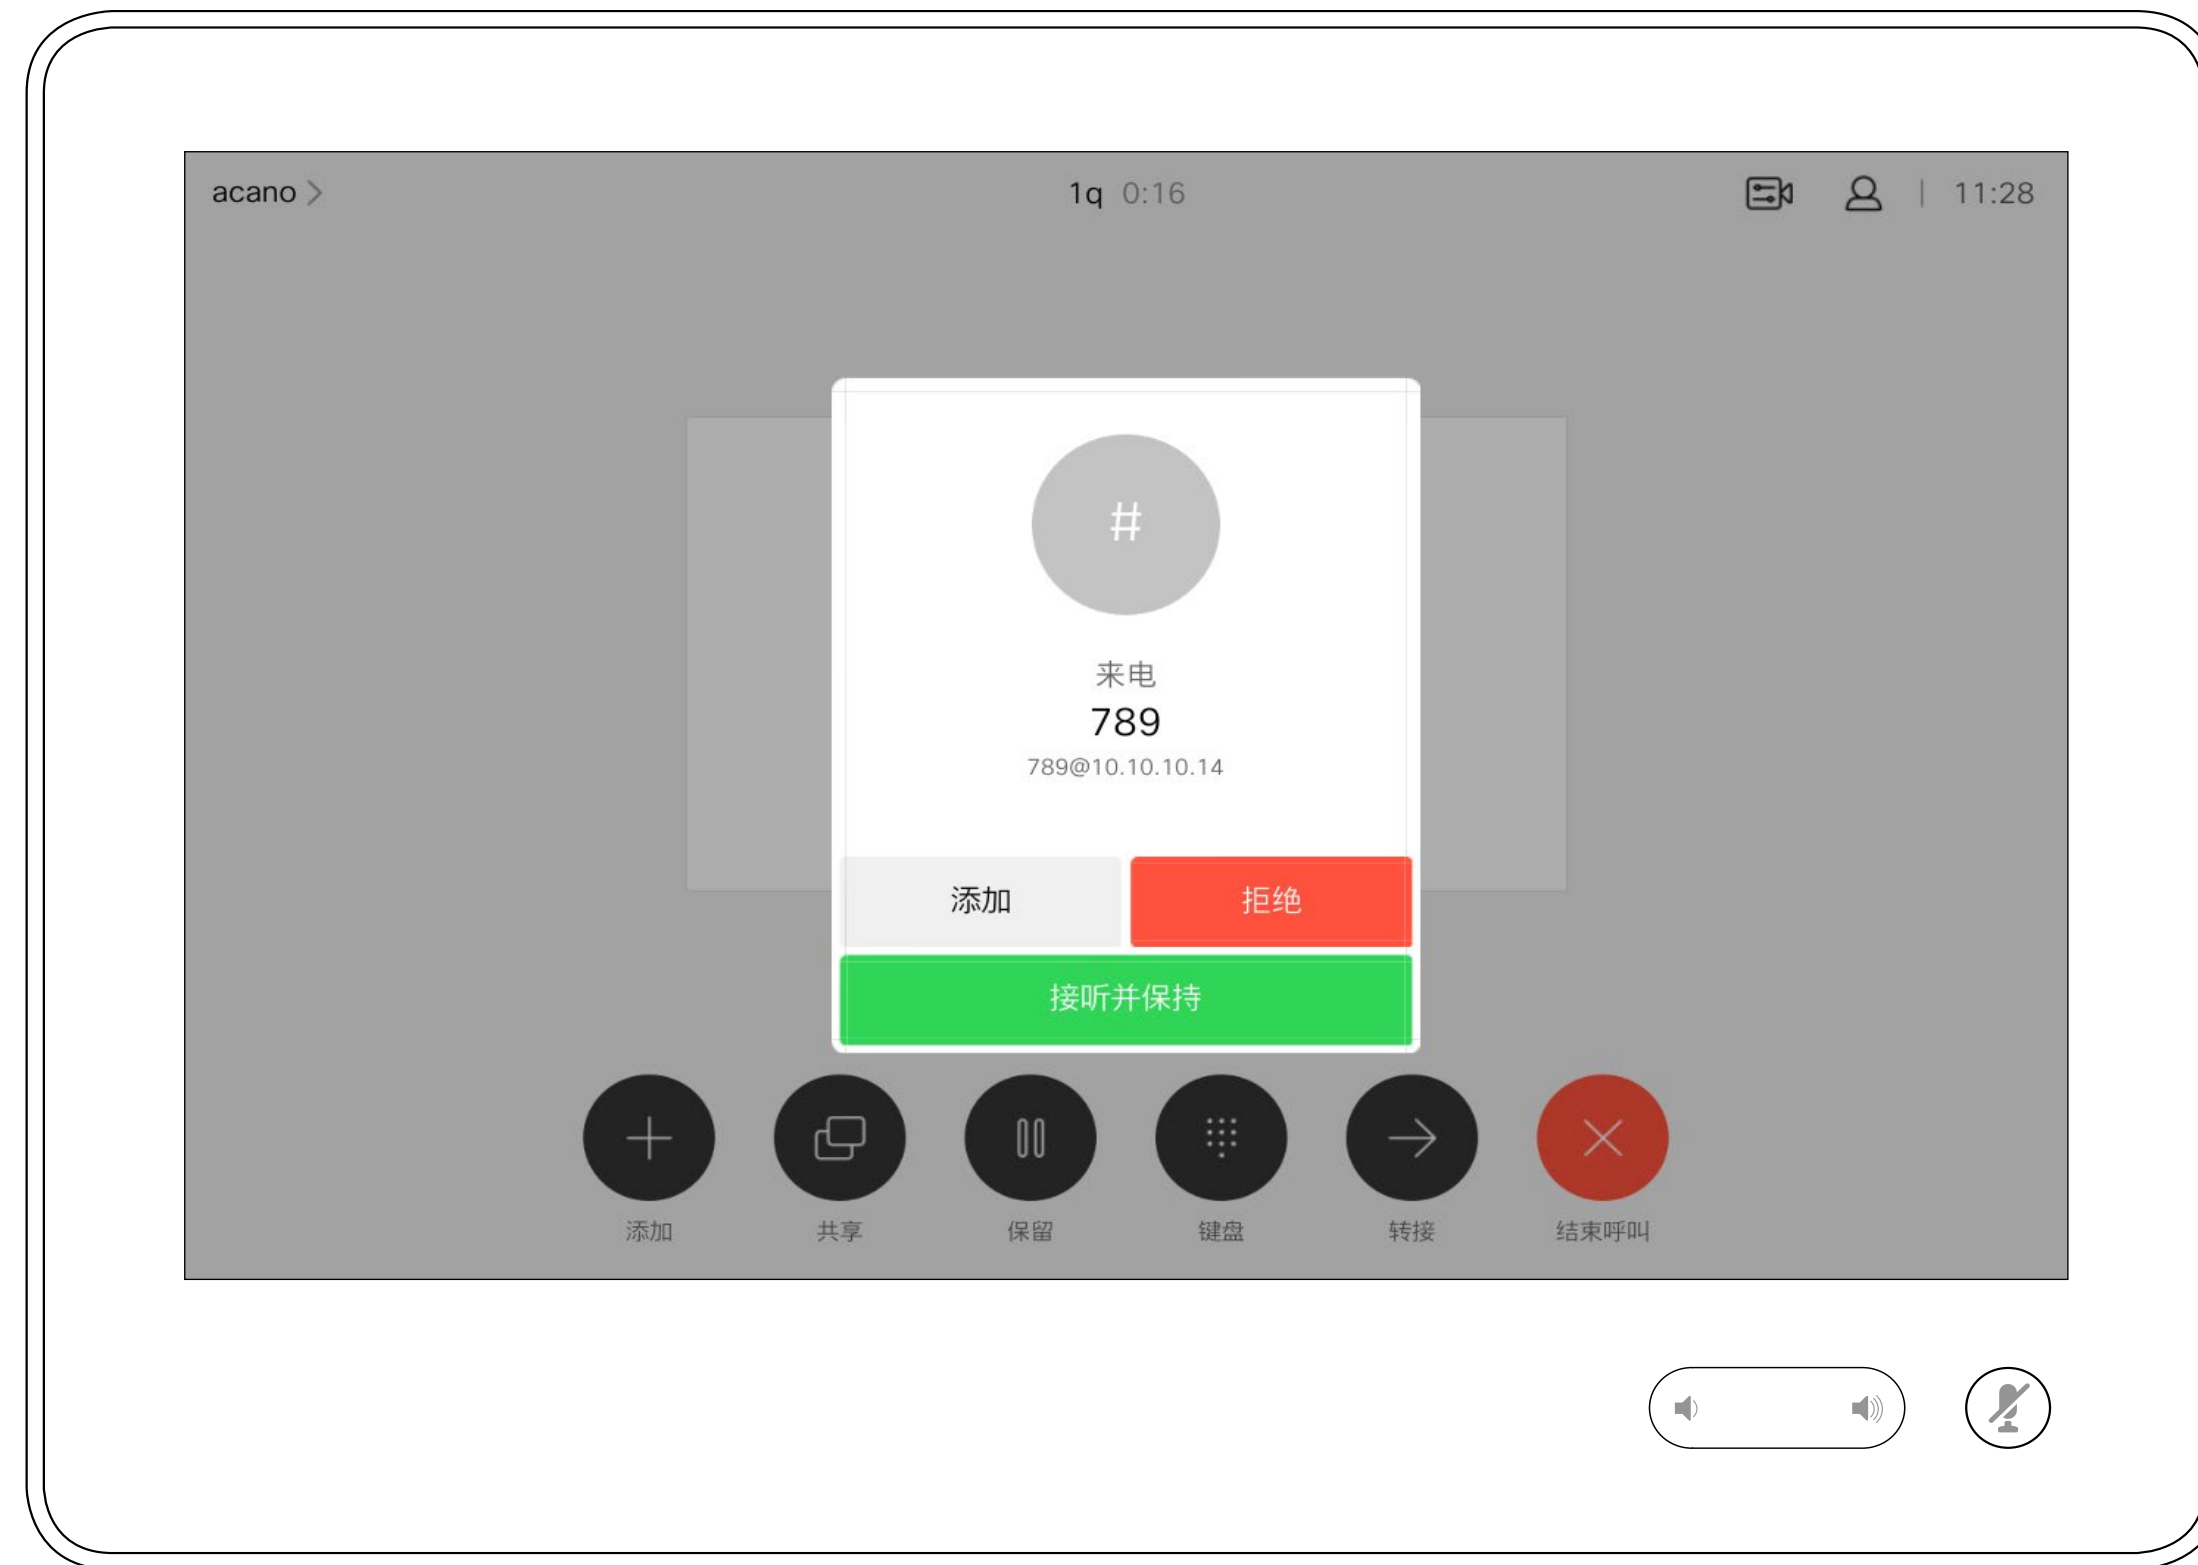 acano
1q 0:16
11:28
#
来电
789
789@10.10.10.14
添加
拒绝
接听并保持
添加
共享
保留
键盘
转接
结束呼叫